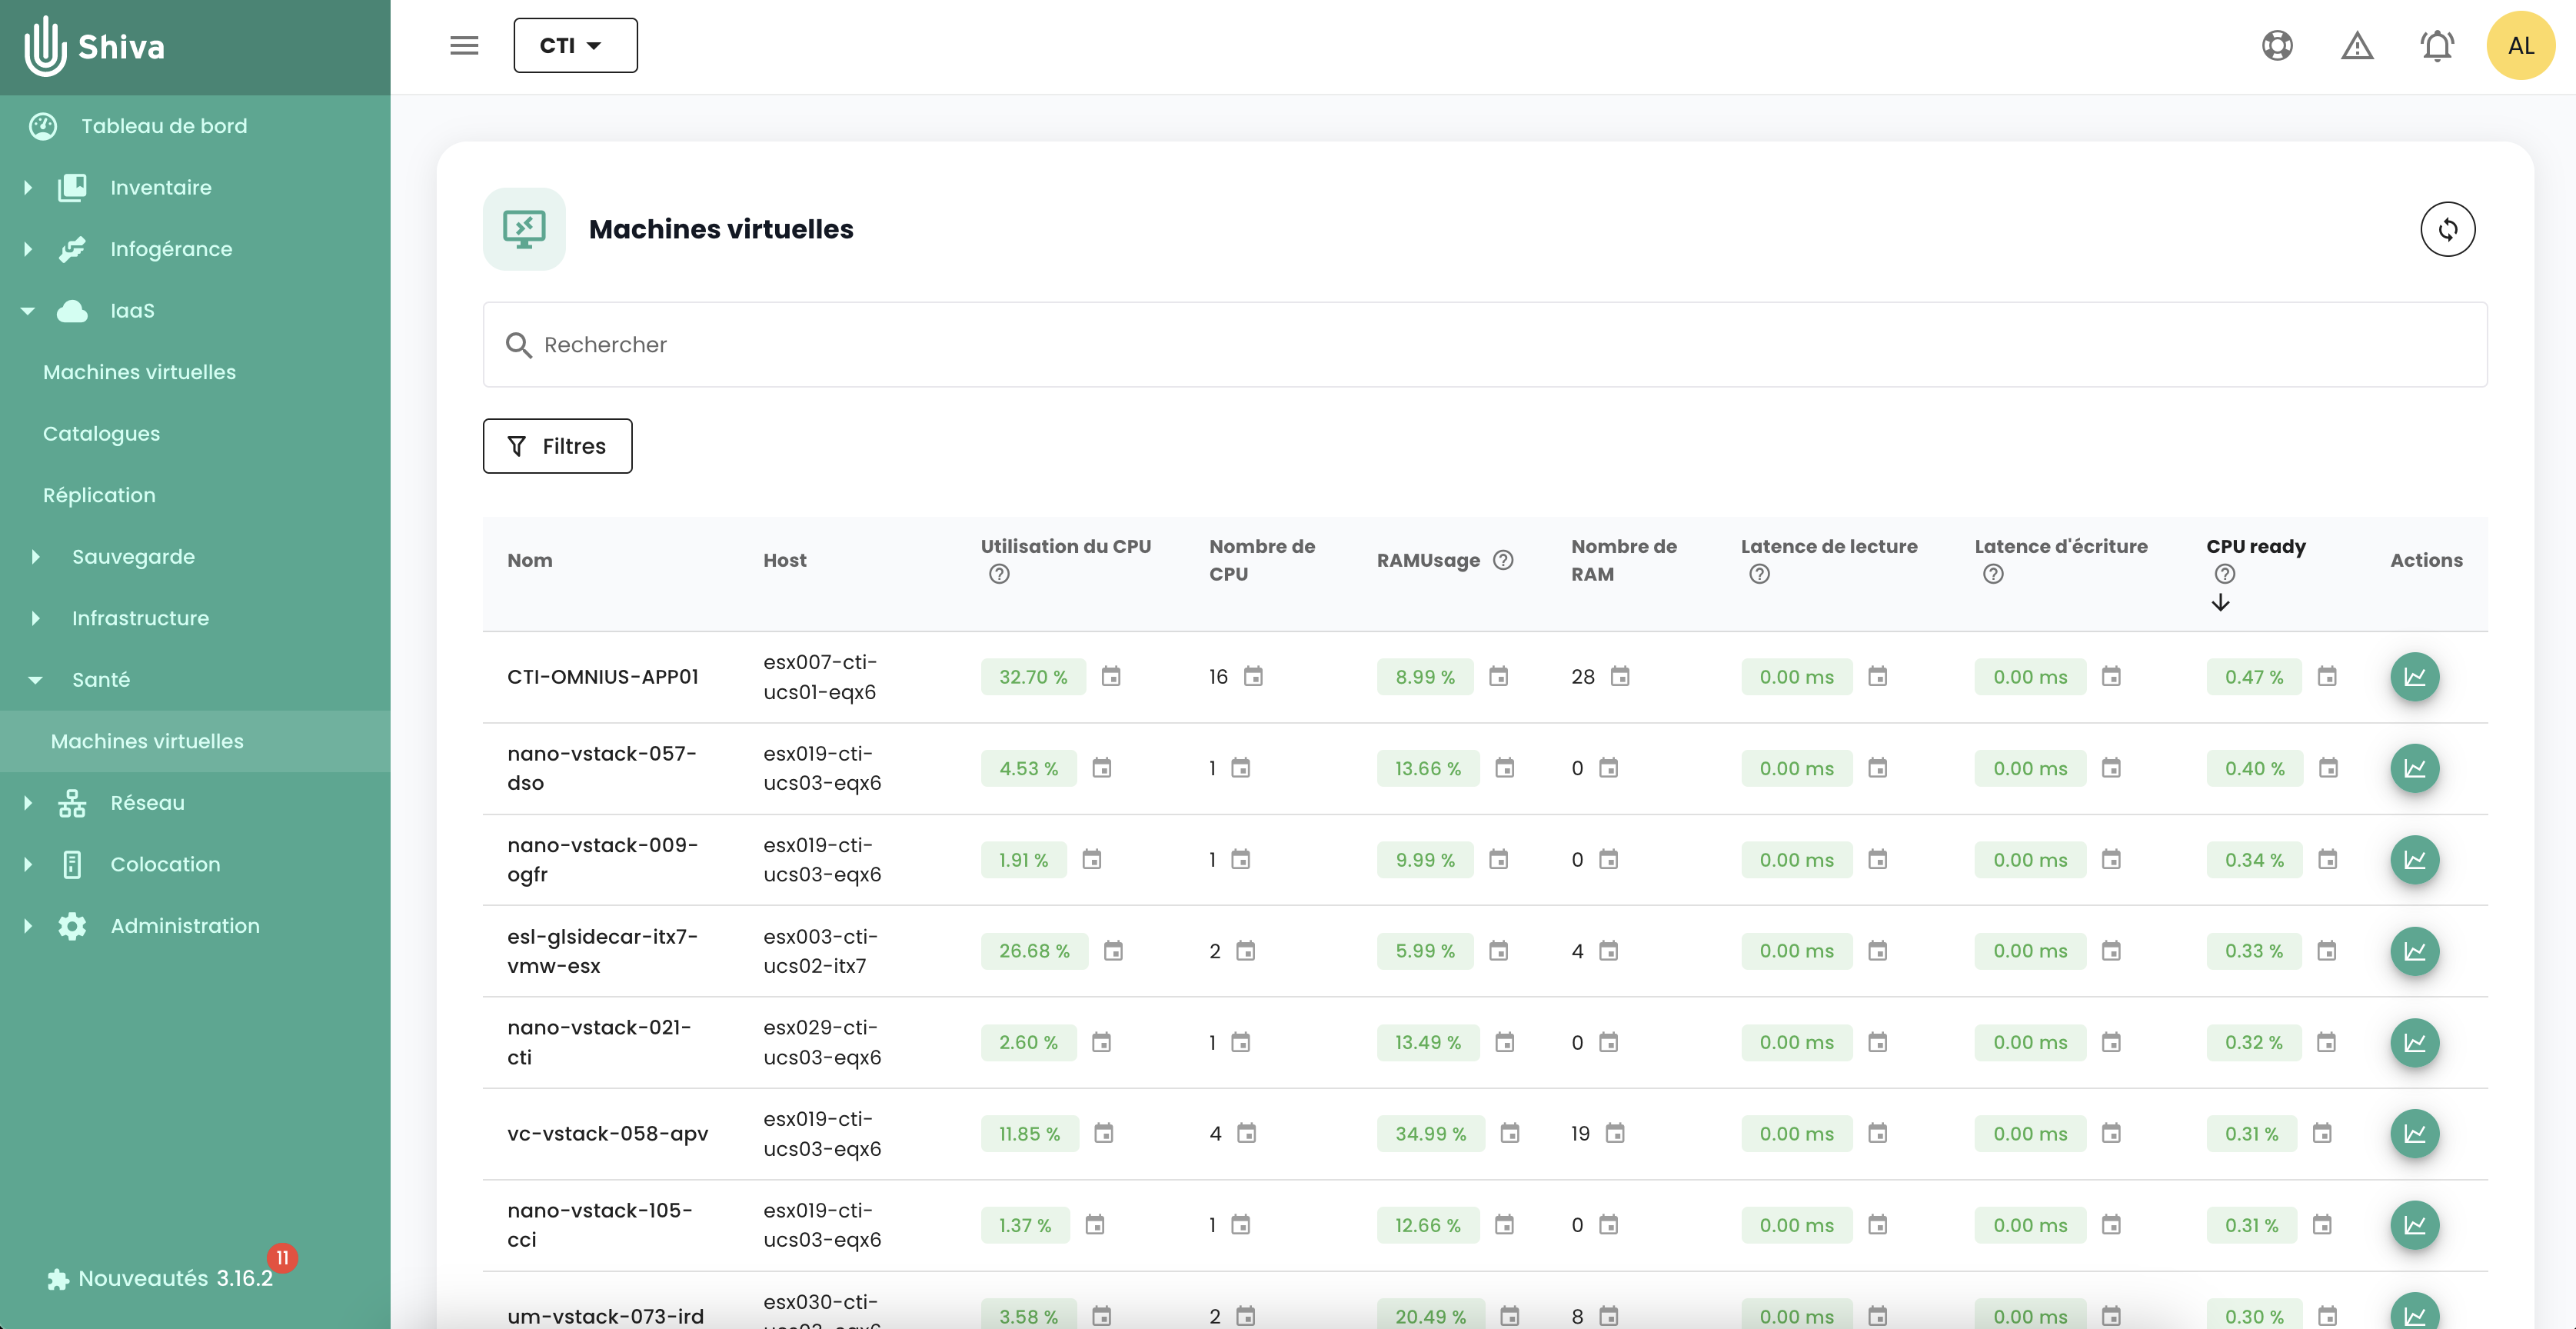 Shiva
CTI
AL
Tableau de bord
Inventaire
Infogérance
IaaS
Machines virtuelles
Catalogues
Réplication
Sauvegarde
Infrastructure
Santé
Machines virtuelles
Réseau
Colocation
Administration
Nouveautés 3.16.2
11
Machines virtuelles
Rechercher
Filtres
Nom Host Utilisation du CPU Nombre de CPU RAMUsage Nombre de RAM Latence de lecture Latence d'écriture CPU ready Actions
CTI-OMNIUS-APP01 esx007-cti-ucs01-eqx6 32.70 % 16 8.99 % 28 0.00 ms 0.00 ms 0.47 %
nano-vstack-057-dso esx019-cti-ucs03-eqx6 4.53 % 1 13.66 % 0 0.00 ms 0.00 ms 0.40 %
nano-vstack-009-ogfr esx019-cti-ucs03-eqx6 1.91 % 1 9.99 % 0 0.00 ms 0.00 ms 0.34 %
esl-glsidecar-itx7-vmw-esx esx003-cti-ucs02-itx7 26.68 % 2 5.99 % 4 0.00 ms 0.00 ms 0.33 %
nano-vstack-021-cti esx029-cti-ucs03-eqx6 2.60 % 1 13.49 % 0 0.00 ms 0.00 ms 0.32 %
vc-vstack-058-apv esx019-cti-ucs03-eqx6 11.85 % 4 34.99 % 19 0.00 ms 0.00 ms 0.31 %
nano-vstack-105-cci esx019-cti-ucs03-eqx6 1.37 % 1 12.66 % 0 0.00 ms 0.00 ms 0.31 %
um-vstack-073-ird esx030-cti- 3.58 % 2 20.49 % 8 0.00 ms 0.00 ms 0.30 %